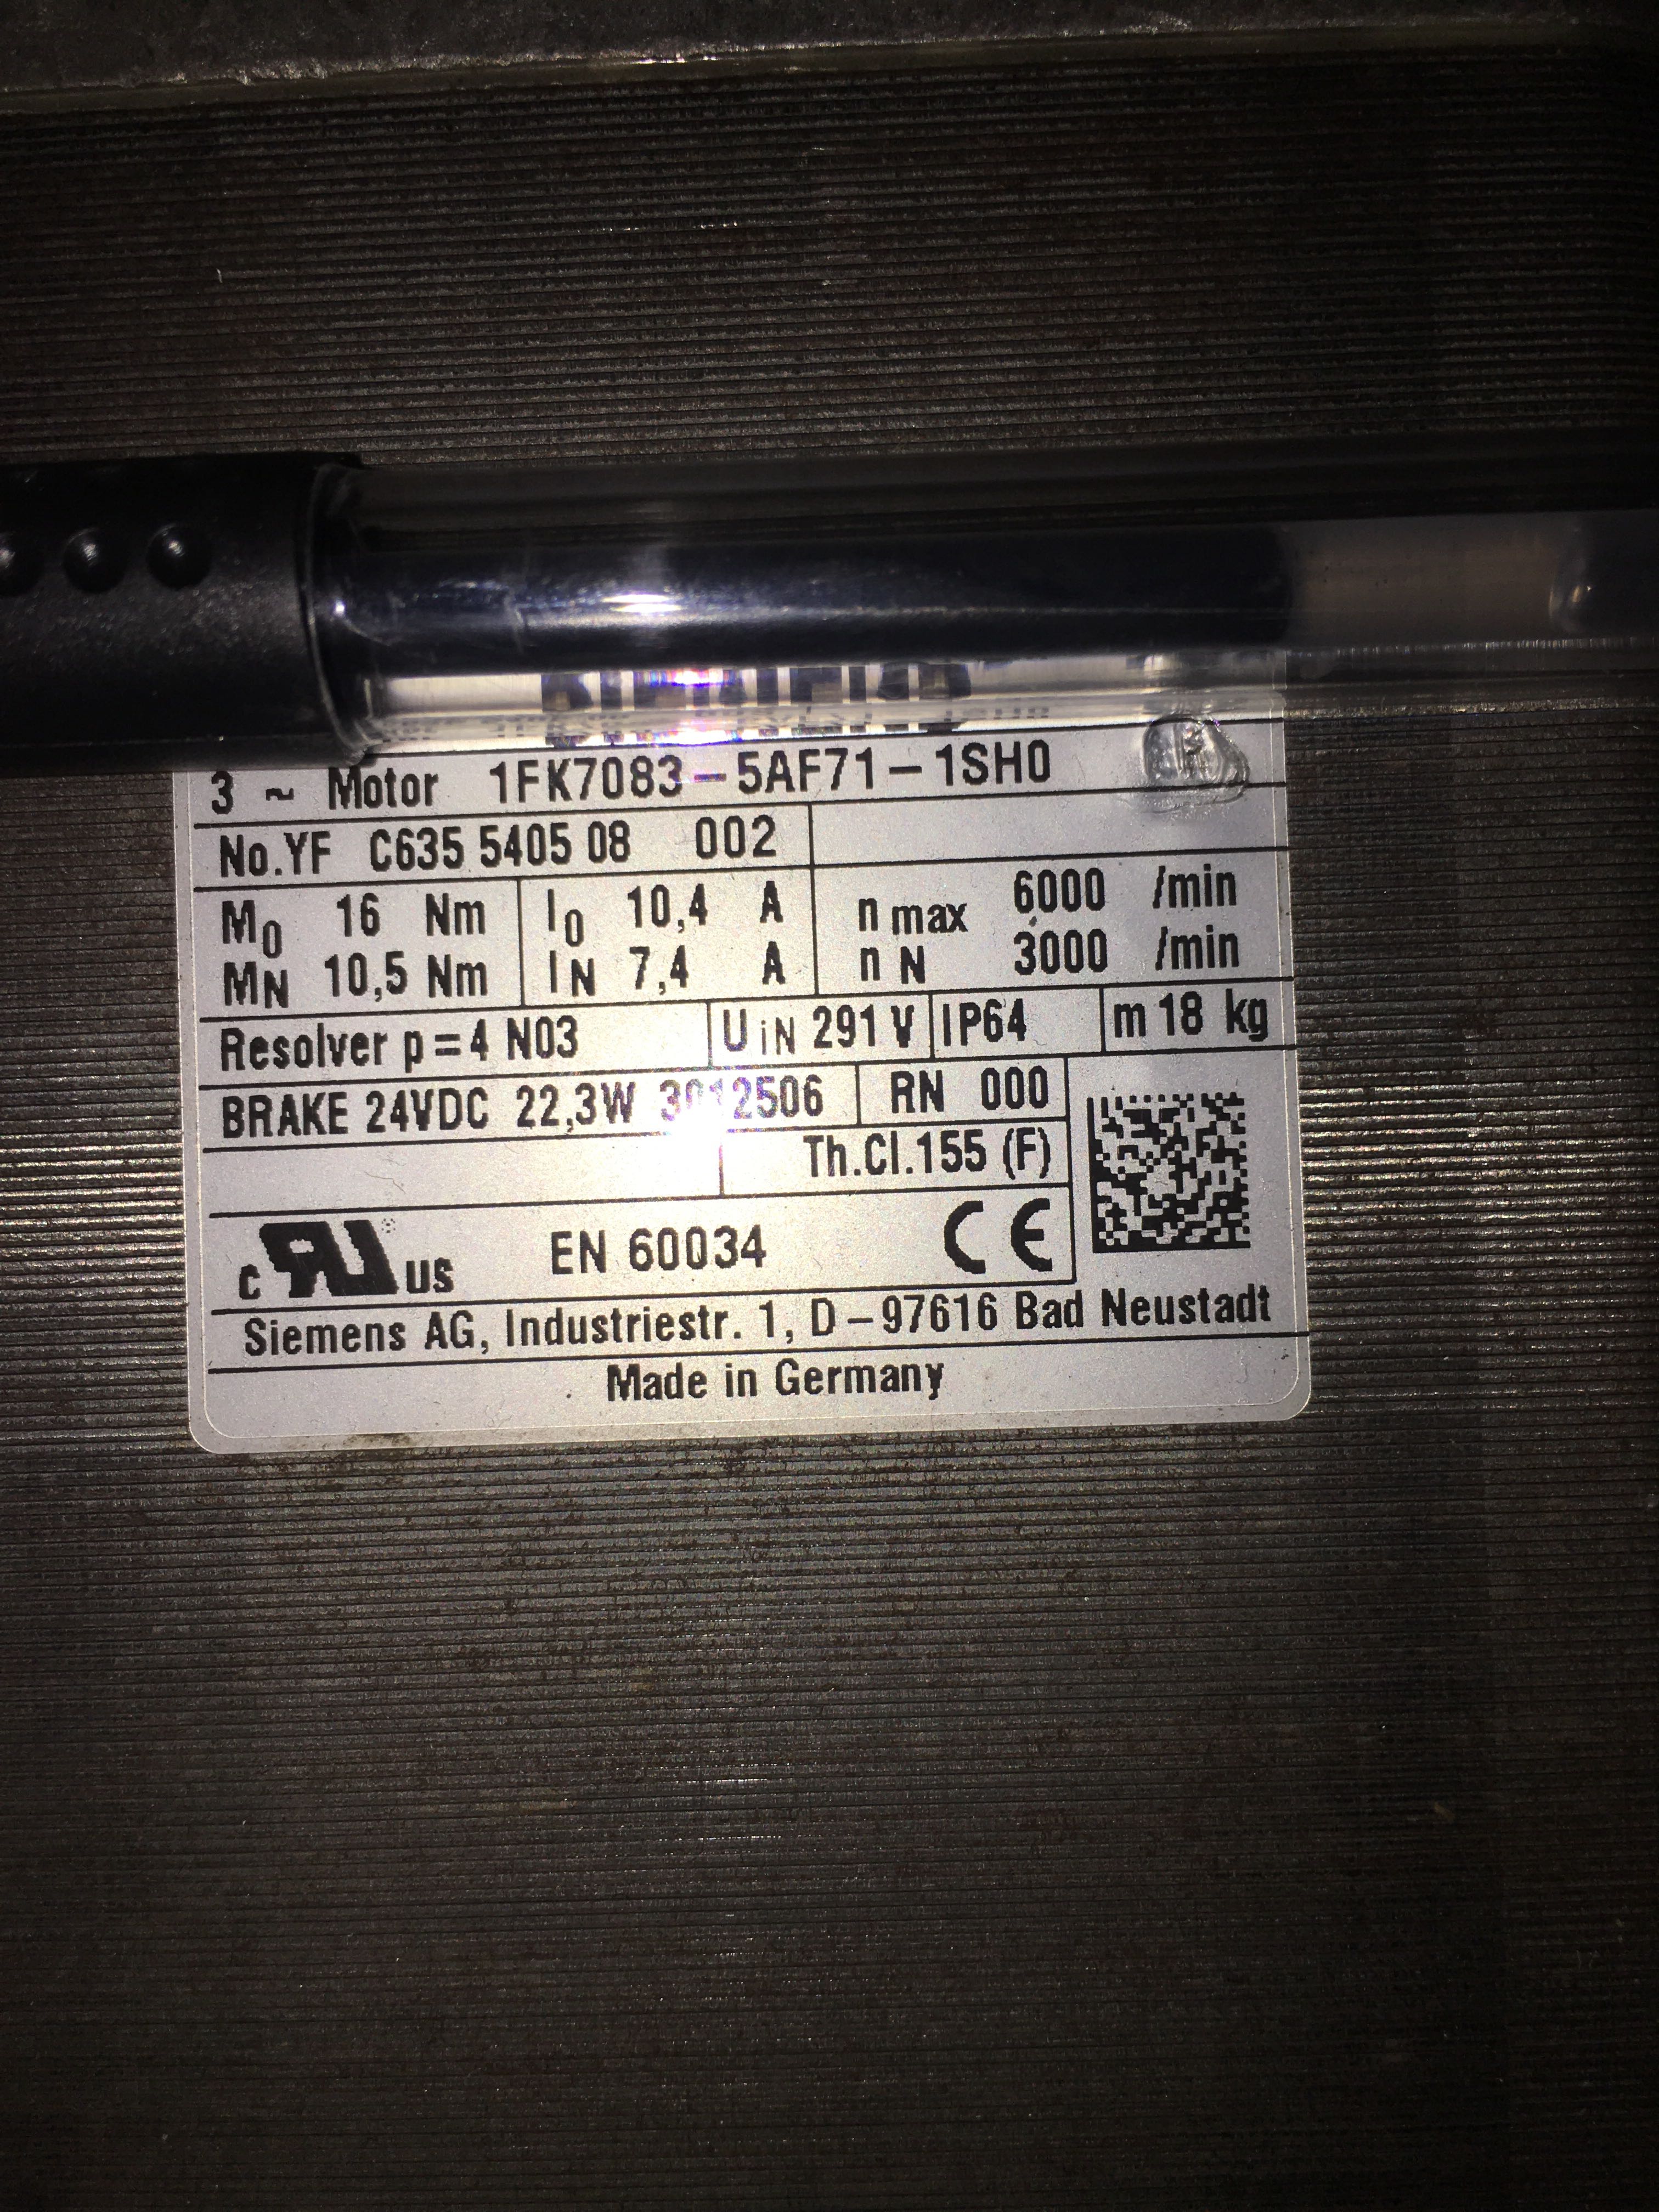 3 ~ Motor 1FK7083-5AF71-1SH0
No.YF C635 5405 08 002
M0 16 Nm I0 10,4 A n max 6000 /min
MN 10,5 Nm IN 7,4 A n N 3000 /min
Resolver p=4 N03 UiN 291 V IP64 m 18 kg
BRAKE 24VDC 22,3W RN 000
Th.Cl.155 (F)
c RU US EN 60034 CE
Siemens AG, Industriestr. 1, D-97616 Bad Neustadt
Made in Germany